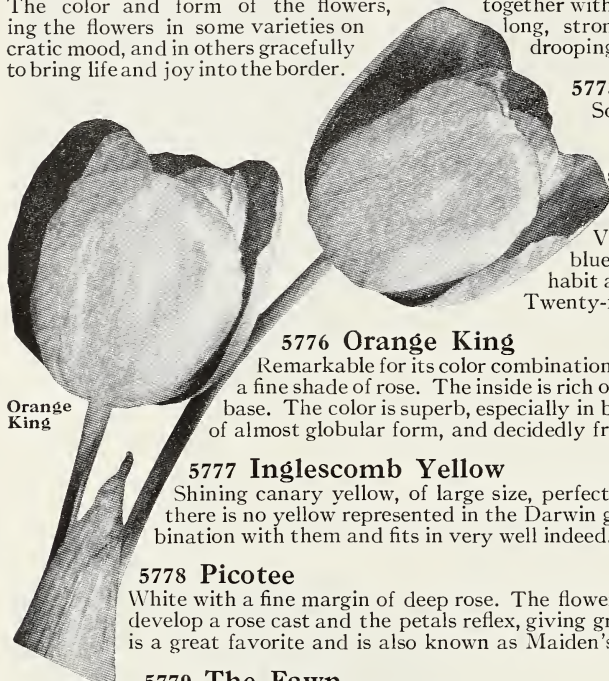 The color and form of the flowers,
ing the flowers in some varieties on
cratic mood, and in others gracefully
to bring life and joy into the border.
together with
long, stron
drooping
577
So
V
blue
habit a
Twenty-
5776 Orange King
Remarkable for its color combination
a fine shade of rose. The inside is rich o
base. The color is superb, especially in b
of almost globular form, and decidedly fr
Orange
King
5777 Inglescomb Yellow
Shining canary yellow, of large size, perfect
there is no yellow represented in the Darwin g
bination with them and fits in very well indeed.
5778 Picotee
White with a fine margin of deep rose. The flowe
develop a rose cast and the petals reflex, giving gr
is a great favorite and is also known as Maiden's
5779 The Fawn